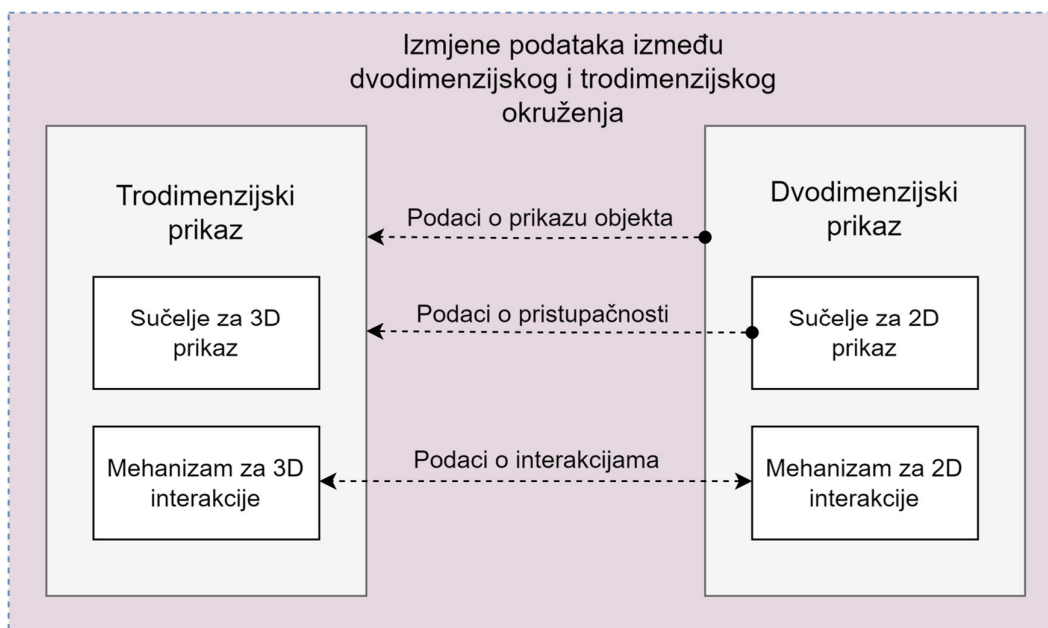 Izmjene podataka između
dvodimenzijskog i trodimenzijskog
okruženja
Trodimenzijski
prikaz
Sučelje za 3D
prikaz
Mehanizam za 3D
interakcije
Podaci o prikazu objekta
Podaci o pristupačnosti
Podaci o interakcijama
Dvodimenzijski
prikaz
Sučelje za 2D
prikaz
Mehanizam za 2D
interakcije